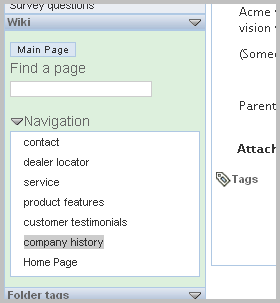 Survey questions
Wiki
Main Page
Find a page
Navigation
contact
dealer locator
service
product features
customer testimonials
company history
Home Page
Folder tags
Acme
vision
(Some
Parent
Attach
Tags